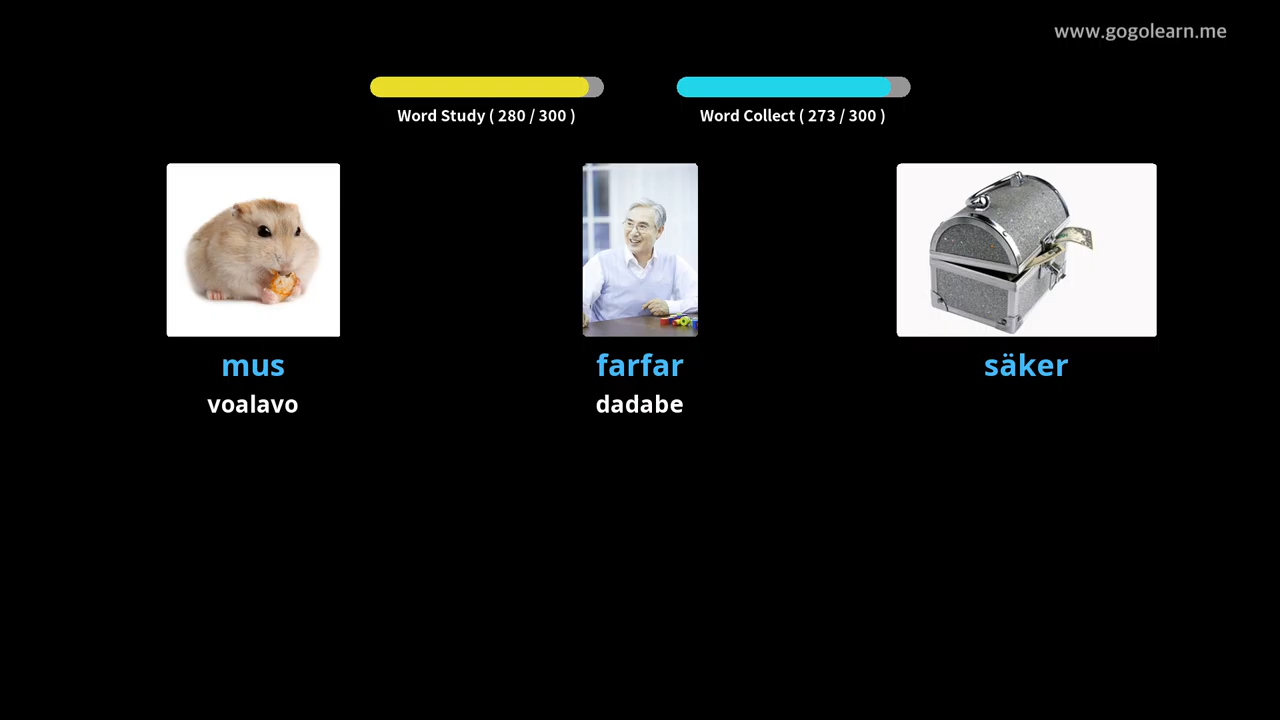 www.gogolearn.me
Word Study ( 280 / 300 )
Word Collect ( 273 / 300 )
mus
farfar
säker
voalavo
dadabe